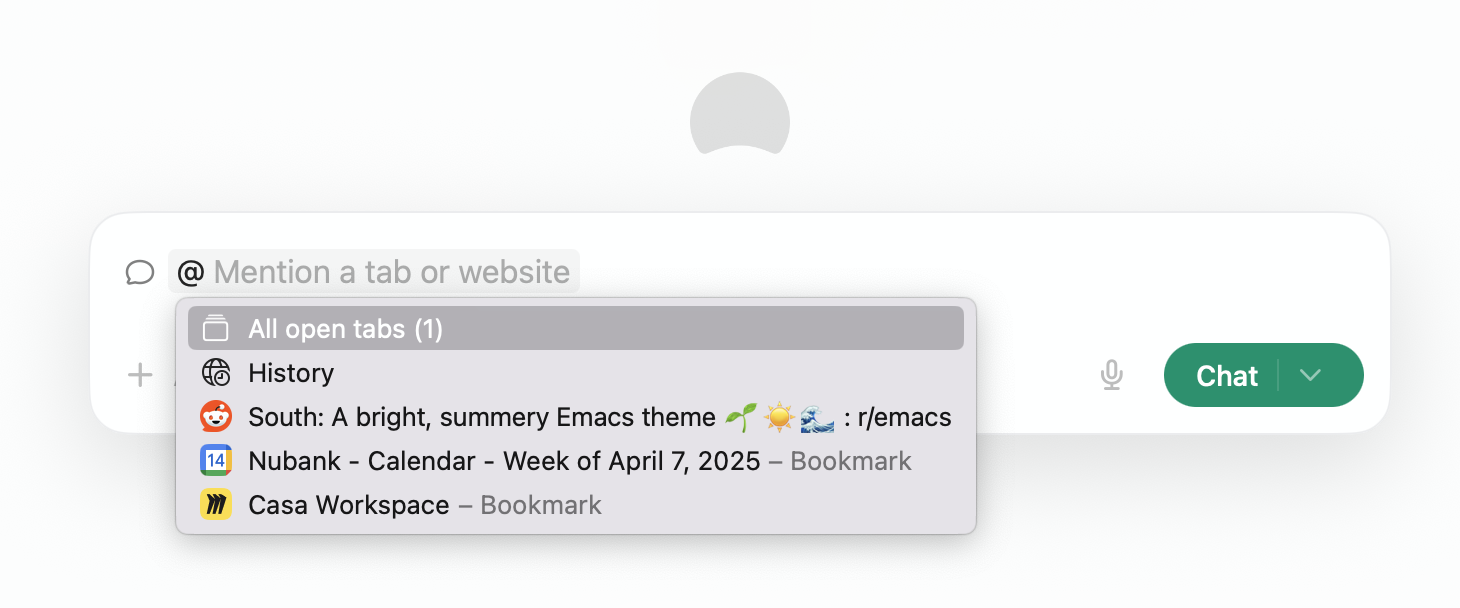 @ Mention a tab or website
All open tabs (1)
History
South: A bright, summery Emacs theme 🌱☀️🌊 : r/emacs
14 Nubank - Calendar - Week of April 7, 2025 – Bookmark
Casa Workspace – Bookmark
Chat